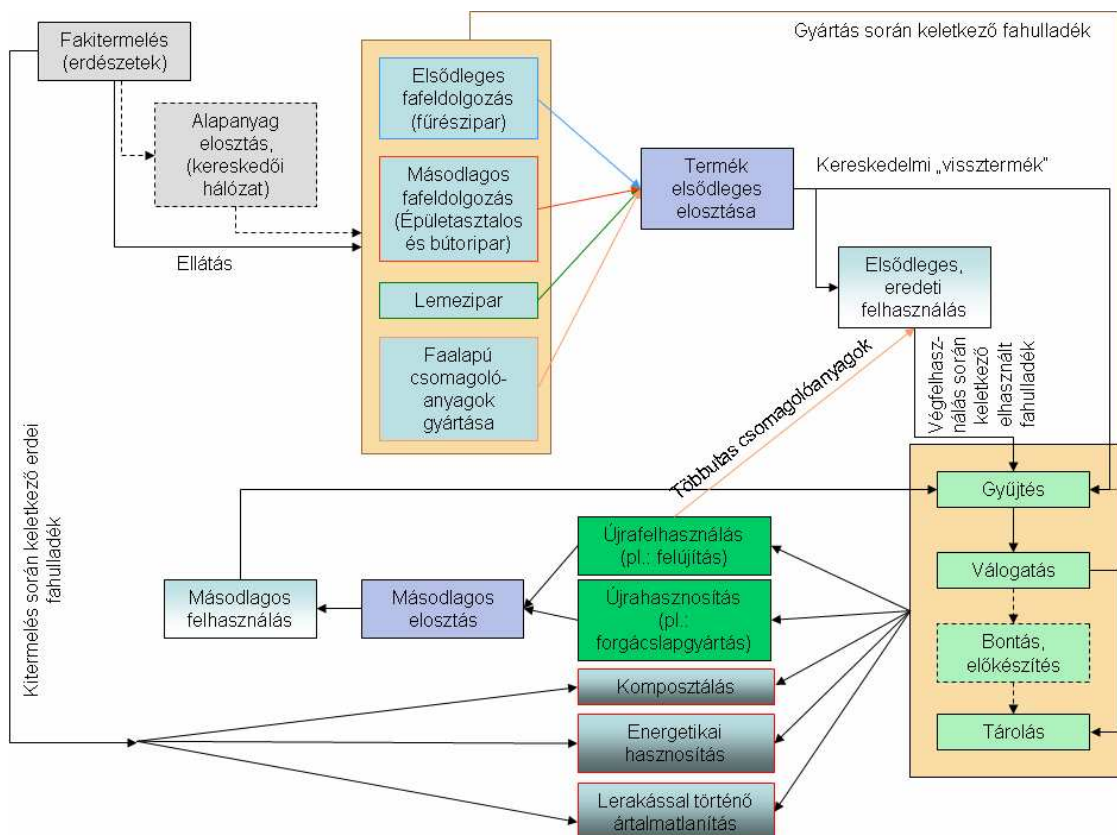 Fakitermelés
(erdészetek)
Gyártás során keletkező fahulladék
Elsődleges
fafeldolgozás
(fűrészipar)
Alapanyag
elosztás,
(kereskedői
hálózat)
Másodlagos
fafeldolgozás
(Épületasztalos
és bútoripar)
Termék
elsődleges
elosztása
Kereskedelmi „vissztermék”
Ellátás
Elsődleges,
eredeti
felhasználás
Lemezipar
Faalapú
csomagoló-
anyagok
gyártása
Többutas csomagolóanyagok
Végfelhasz-
nálás során
keletkező
elhasznált
fahulladék
Kitermelés során keletkező erdei
fahulladék
Gyűjtés
Újrafelhasználás
(pl.: felújítás)
Válogatás
Másodlagos
felhasználás
Másodlagos
elosztás
Újrahasznosítás
(pl.:
forgácslapgyártás)
Bontás,
előkészítés
Komposztálás
Energetikai
hasznosítás
Tárolás
Lerakással történő
ártalmatlanítás